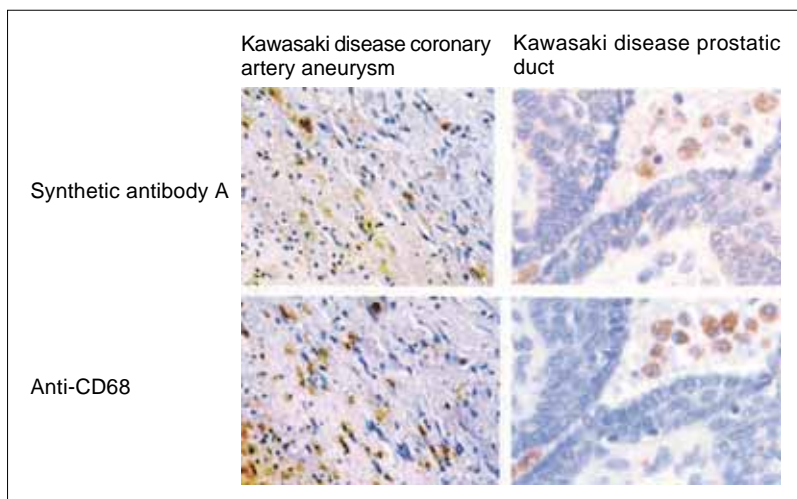 Kawasaki disease coronary
artery aneurysm
Kawasaki disease prostatic
duct
Synthetic antibody A
Anti-CD68